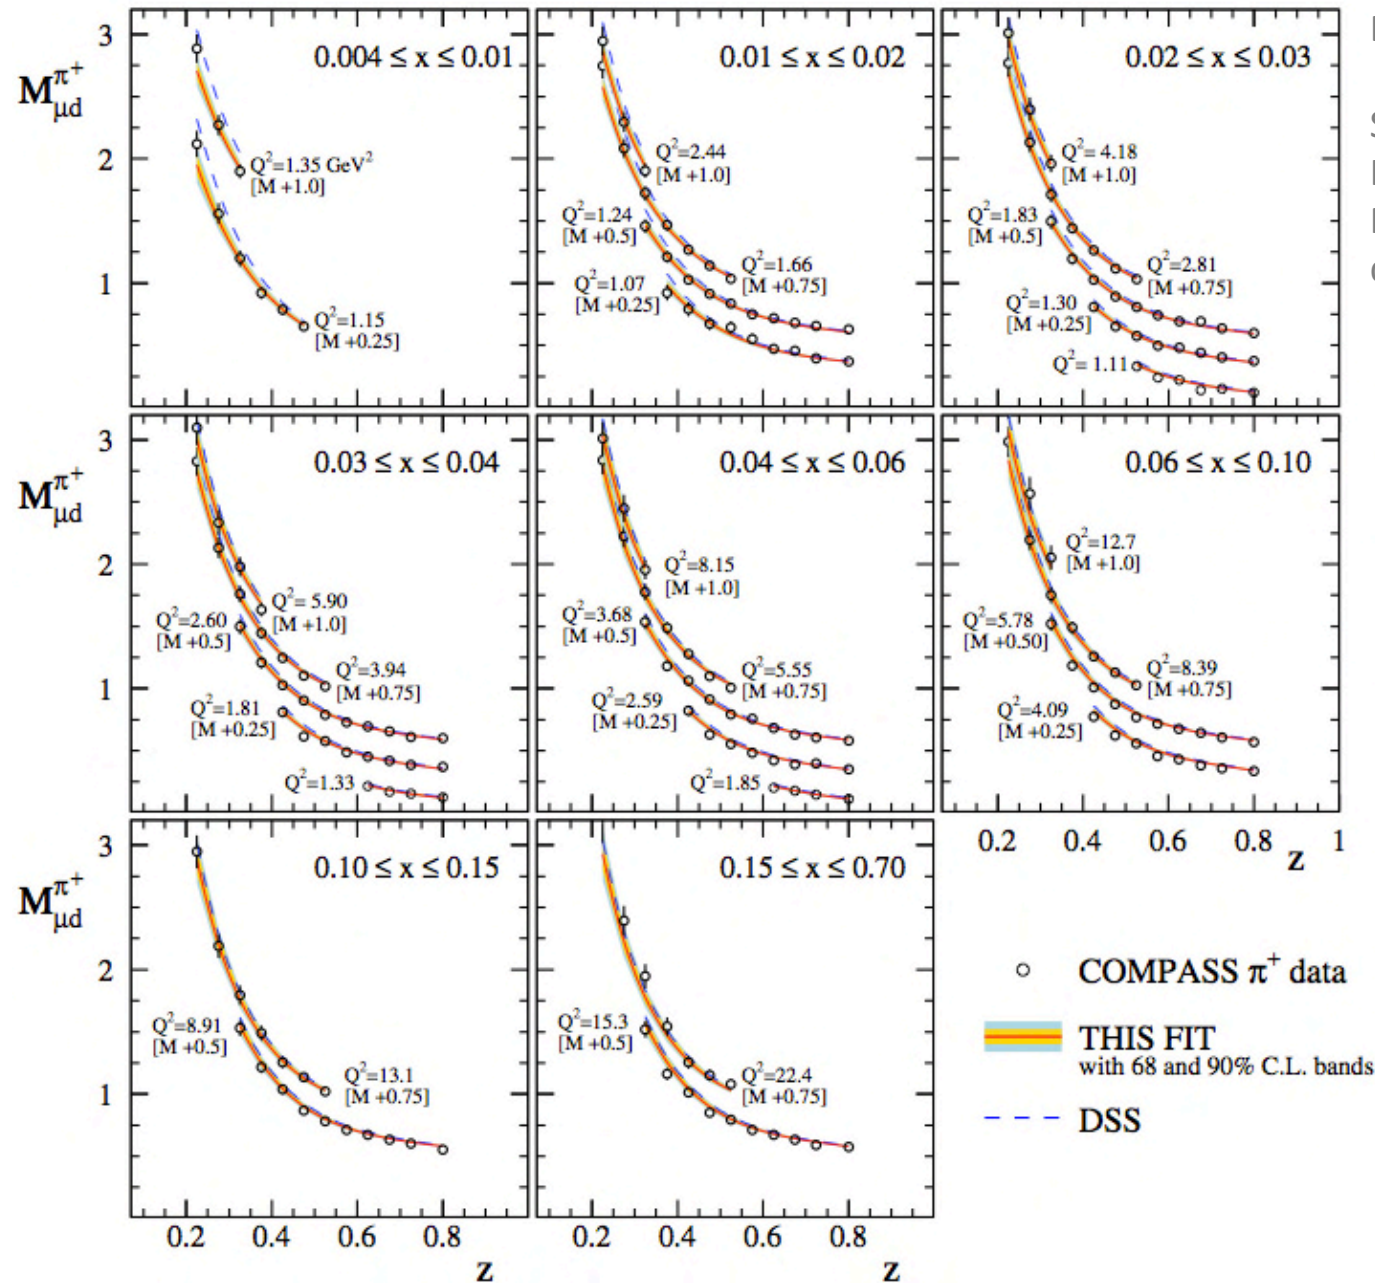 3
M_{μd}^{π+}
2
1
0.004 ≤ x ≤ 0.01
Q²=1.35 GeV²
[M +1.0]
Q²=1.15
[M +0.25]
0.01 ≤ x ≤ 0.02
Q²=2.44
[M +1.0]
Q²=1.24
[M +0.5]
Q²=1.66
[M +0.75]
Q²=1.07
[M +0.25]
0.02 ≤ x ≤ 0.03
Q²= 4.18
[M +1.0]
Q²=1.83
[M +0.5]
Q²=2.81
[M +0.75]
Q²=1.30
[M +0.25]
Q²= 1.11
3
M_{μd}^{π+}
2
1
0.03 ≤ x ≤ 0.04
Q²= 5.90
[M +1.0]
Q²=2.60
[M +0.5]
Q²=3.94
[M +0.75]
Q²=1.81
[M +0.25]
Q²=1.33
0.04 ≤ x ≤ 0.06
Q²=8.15
[M +1.0]
Q²=3.68
[M +0.5]
Q²=5.55
[M +0.75]
Q²=2.59
[M +0.25]
Q²=1.85
0.06 ≤ x ≤ 0.10
Q²=12.7
[M +1.0]
Q²=5.78
[M +0.50]
Q²=8.39
[M +0.75]
Q²=4.09
[M +0.25]
0.2 0.4 0.6 0.8 1
z
3
M_{μd}^{π+}
2
1
0.10 ≤ x ≤ 0.15
Q²=8.91
[M +0.5]
Q²=13.1
[M +0.75]
0.2 0.4 0.6 0.8
z
0.15 ≤ x ≤ 0.70
Q²=15.3
[M +0.5]
Q²=22.4
[M +0.75]
0.2 0.4 0.6 0.8
z
COMPASS π⁺ data
THIS FIT
with 68 and 90% C.L. bands
DSS